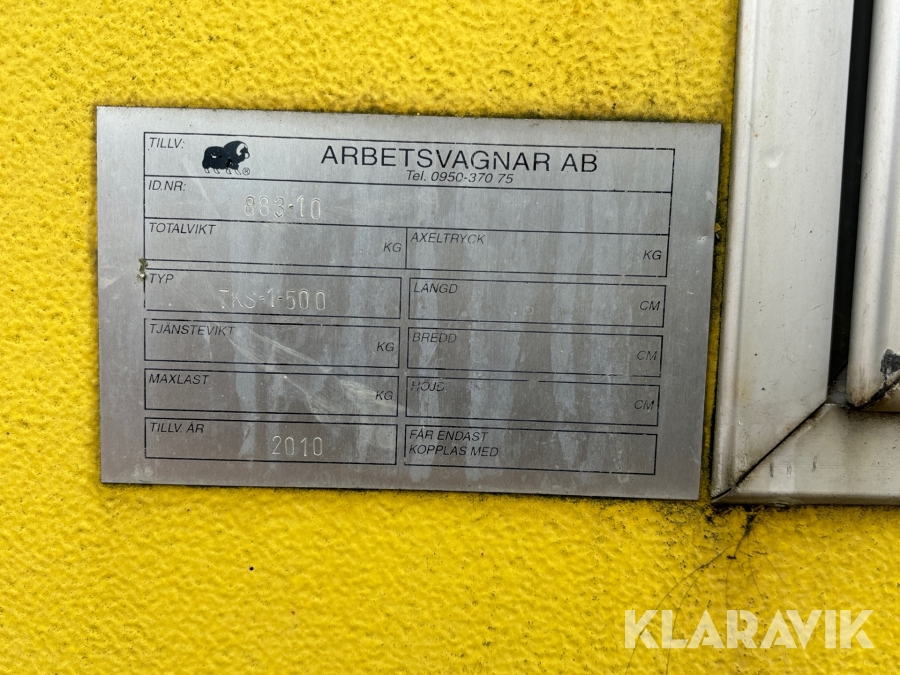 TILLV:
®
ARBETSVAGNAR AB
Tel. 0950-370 75
ID.NR:
883-10
TOTALVIKT KG
AXELTRYCK KG
TYP
TKS-1-500
LÄNGD CM
TJÄNSTEVIKT KG
BREDD CM
MAXLAST KG
HÖJD CM
TILLV. ÅR
2010
FÅR ENDAST
KOPPLAS MED
KLARAVIK